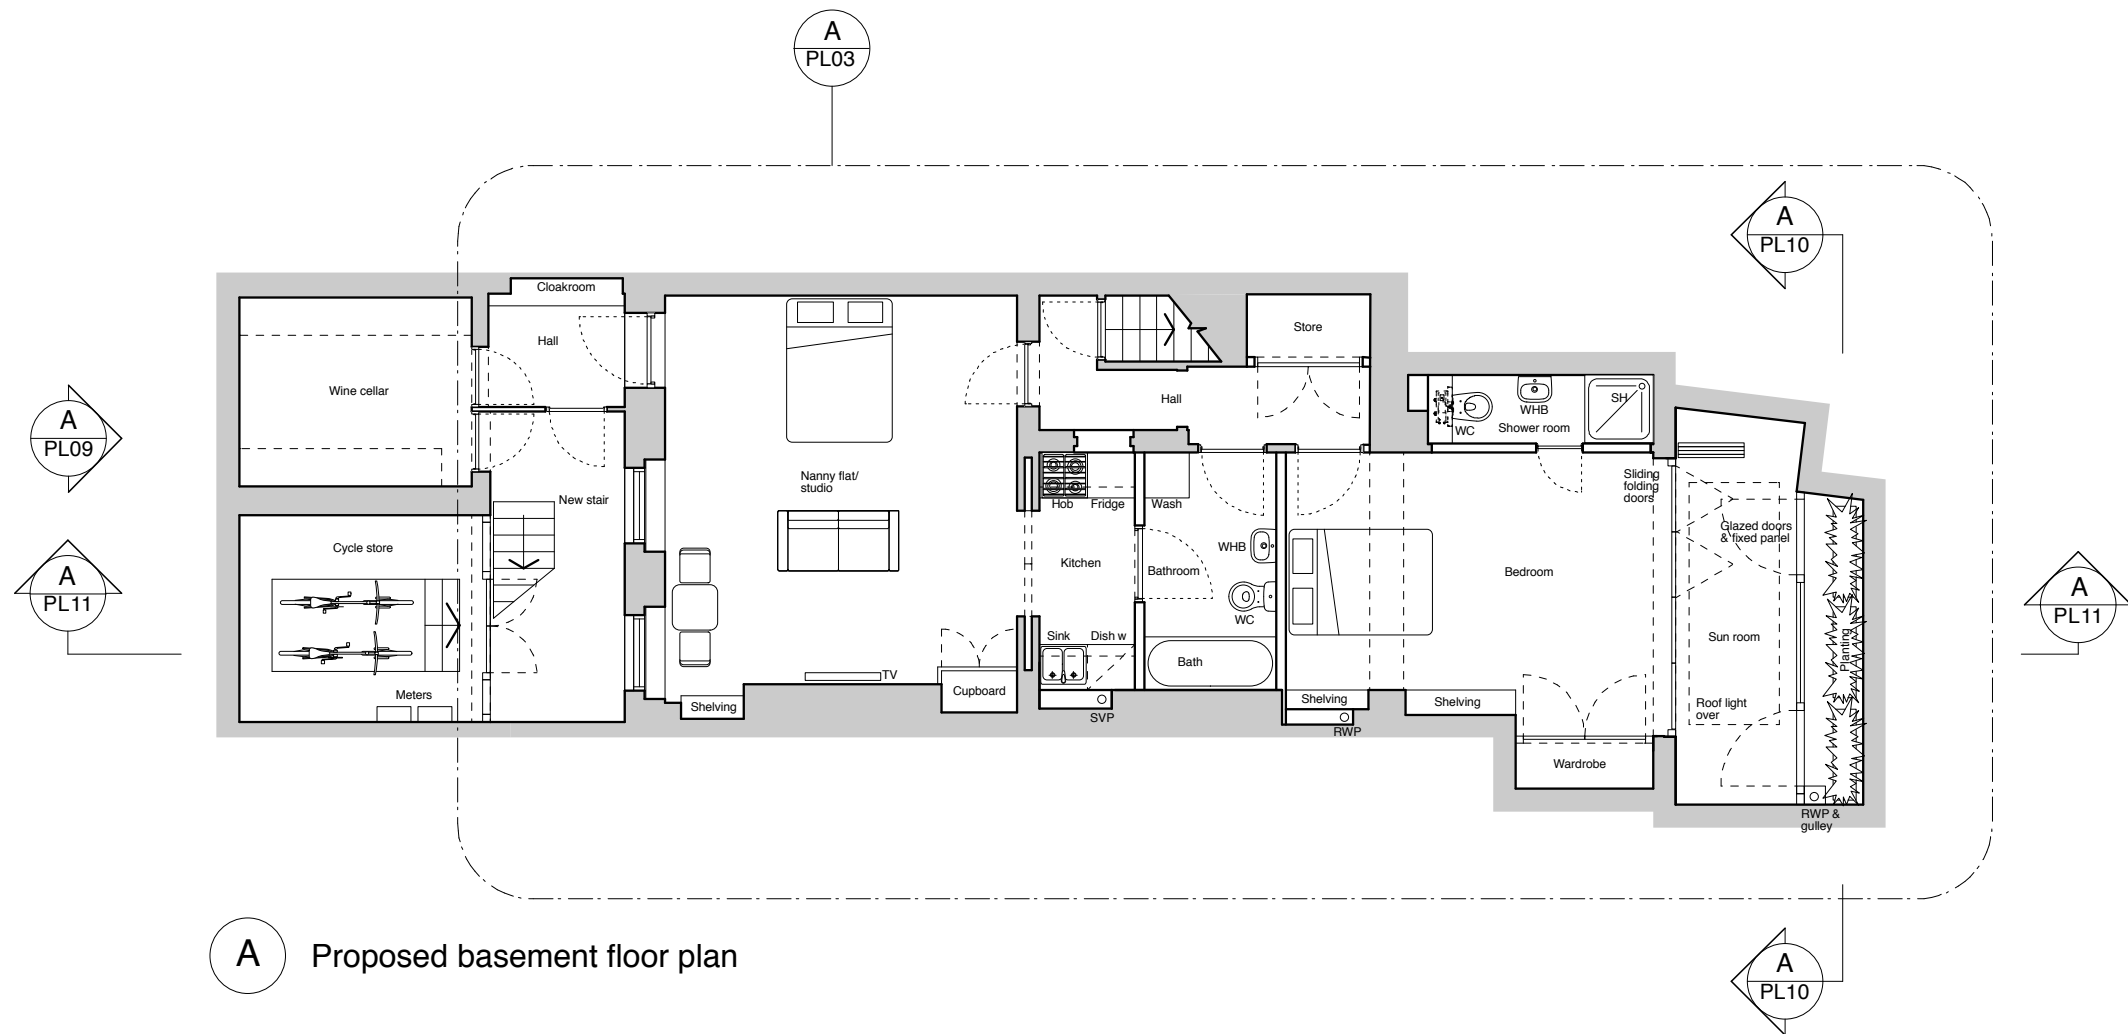 A
PL03
A
PL10
Cloakroom
Hall
Store
Wine cellar
Hall
SH
WHB
WC
Shower room
A
PL09
Nanny flat/
studio
Sliding
folding
doors
New stair
Hob
Fridge
Wash
Glazed doors
& fixed panel
Cycle store
WHB
Kitchen
Bathroom
Bedroom
A
PL11
A
PL11
WC
Sink
Dish w
Sun room
Planting
Bath
TV
Meters
Cupboard
Shelving
Shelving
Shelving
Roof light
over
SVP
RWP
Wardrobe
RWP &
gulley
A
Proposed basement floor plan
A
PL10